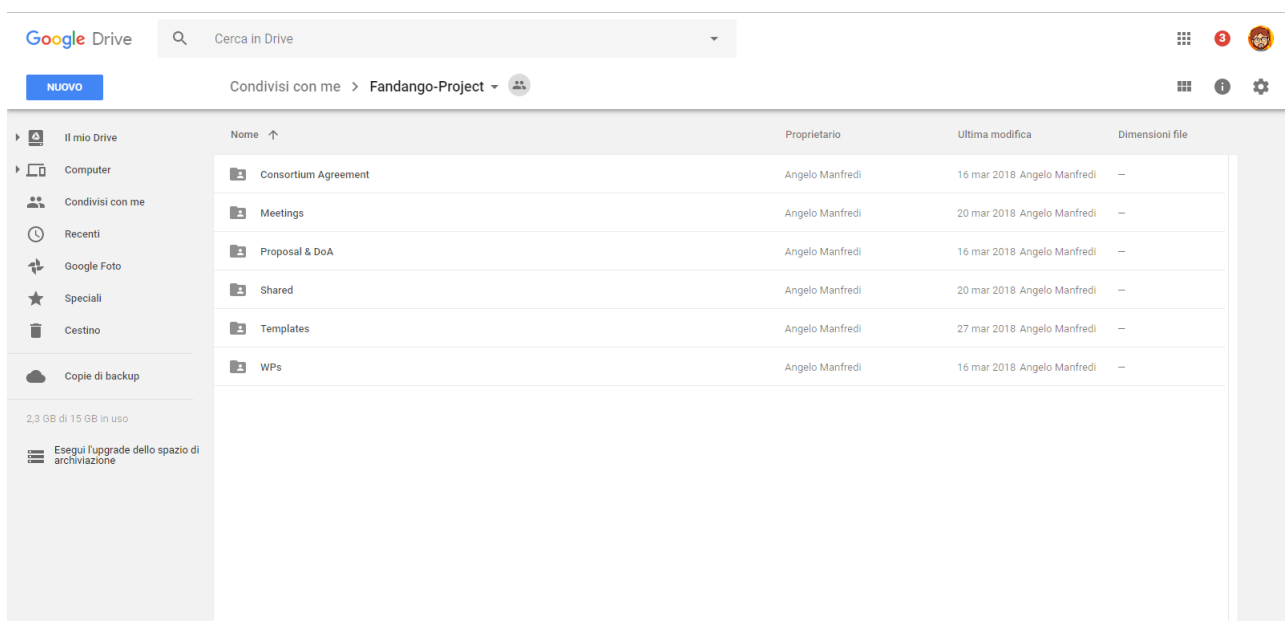 Google Drive Cerca in Drive 3
NUOVO Condivisi con me > Fandango-Project
Il mio Drive
Computer
Condivisi con me
Recenti
Google Foto
Speciali
Cestino
Copie di backup
2,3 GB di 15 GB in uso
Esegui l'upgrade dello spazio di
archiviazione
Nome Proprietario Ultima modifica Dimensioni file
Consortium Agreement Angelo Manfredi 16 mar 2018 Angelo Manfredi —
Meetings Angelo Manfredi 20 mar 2018 Angelo Manfredi —
Proposal & DoA Angelo Manfredi 16 mar 2018 Angelo Manfredi —
Shared Angelo Manfredi 20 mar 2018 Angelo Manfredi —
Templates Angelo Manfredi 27 mar 2018 Angelo Manfredi —
WPs Angelo Manfredi 16 mar 2018 Angelo Manfredi —